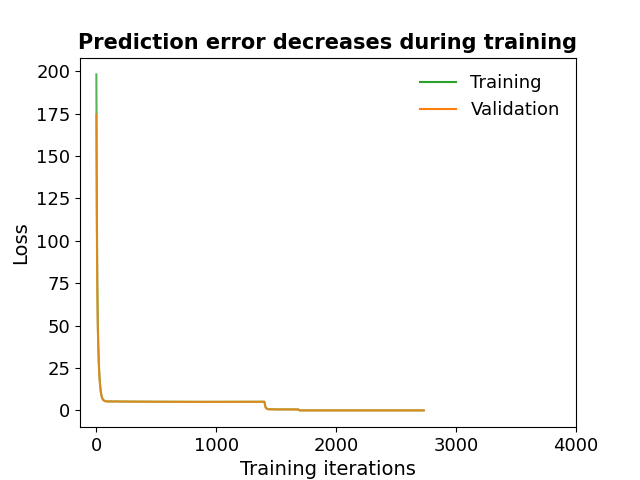 Prediction error decreases during training
Training
Validation
Loss
200
175
150
125
100
75
50
25
0
0 1000 2000 3000 4000
Training iterations